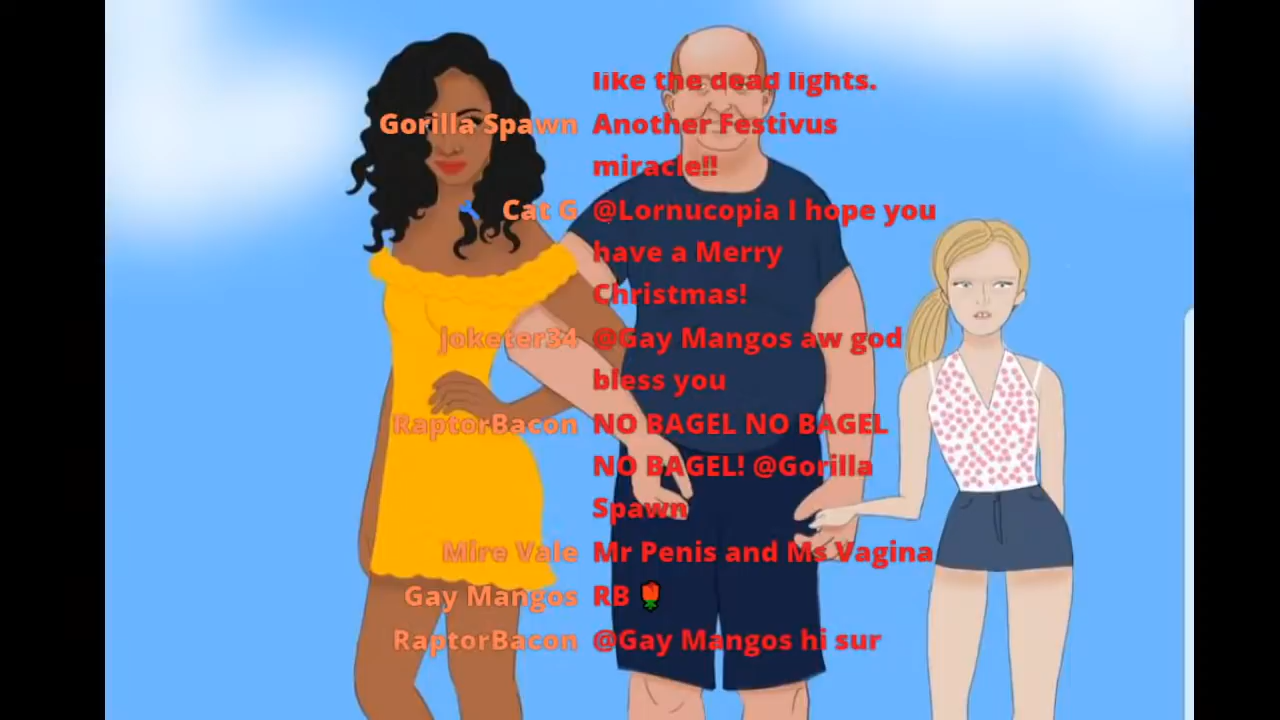 like the dead lights.
Gorilla Spawn Another Festivus
miracle!!
Cat G @Lornucopia I hope you
have a Merry
Christmas!
joketer34 @Gay Mangos aw god
bless you
RaptorBacon NO BAGEL NO BAGEL
NO BAGEL! @Gorilla
Spawn
Mire Vale Mr Penis and Ms Vagina
Gay Mangos RB 🌹
RaptorBacon @Gay Mangos hi sur